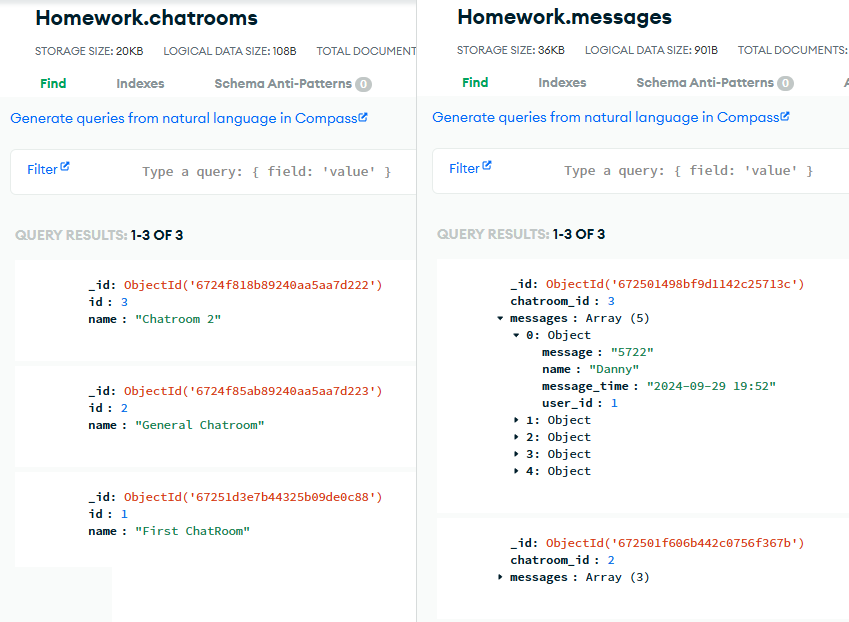 Homework.chatrooms
STORAGE SIZE: 20KB LOGICAL DATA SIZE: 108B TOTAL DOCUMENT
Find Indexes Schema Anti-Patterns 0
Generate queries from natural language in Compass
Filter Type a query: { field: 'value' }
QUERY RESULTS: 1-3 OF 3
_id: ObjectId('6724f818b89240aa5aa7d222')
id: 3
name: "Chatroom 2"
_id: ObjectId('6724f85ab89240aa5aa7d223')
id: 2
name: "General Chatroom"
_id: ObjectId('67251d3e7b44325b09de0c88')
id: 1
name: "First ChatRoom"
Homework.messages
STORAGE SIZE: 36KB LOGICAL DATA SIZE: 901B TOTAL DOCUMENTS:
Find Indexes Schema Anti-Patterns 0
Generate queries from natural language in Compass
Filter Type a query: { field: 'value' }
QUERY RESULTS: 1-3 OF 3
_id: ObjectId('672501498bf9d1142c25713c')
chatroom_id: 3
messages: Array (5)
0: Object
message: "5722"
name: "Danny"
message_time: "2024-09-29 19:52"
user_id: 1
1: Object
2: Object
3: Object
4: Object
_id: ObjectId('672501f606b442c0756f367b')
chatroom_id: 2
messages: Array (3)